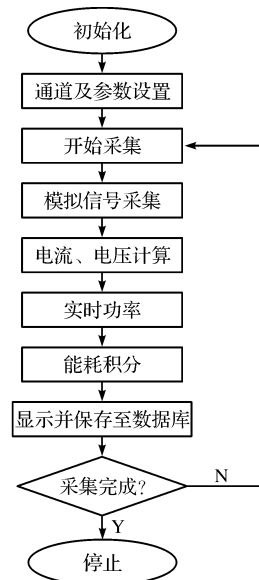 初始化
通道及参数设置
开始采集
模拟信号采集
电流、电压计算
实时功率
能耗积分
显示并保存至数据库
采集完成?
N
Y
停止